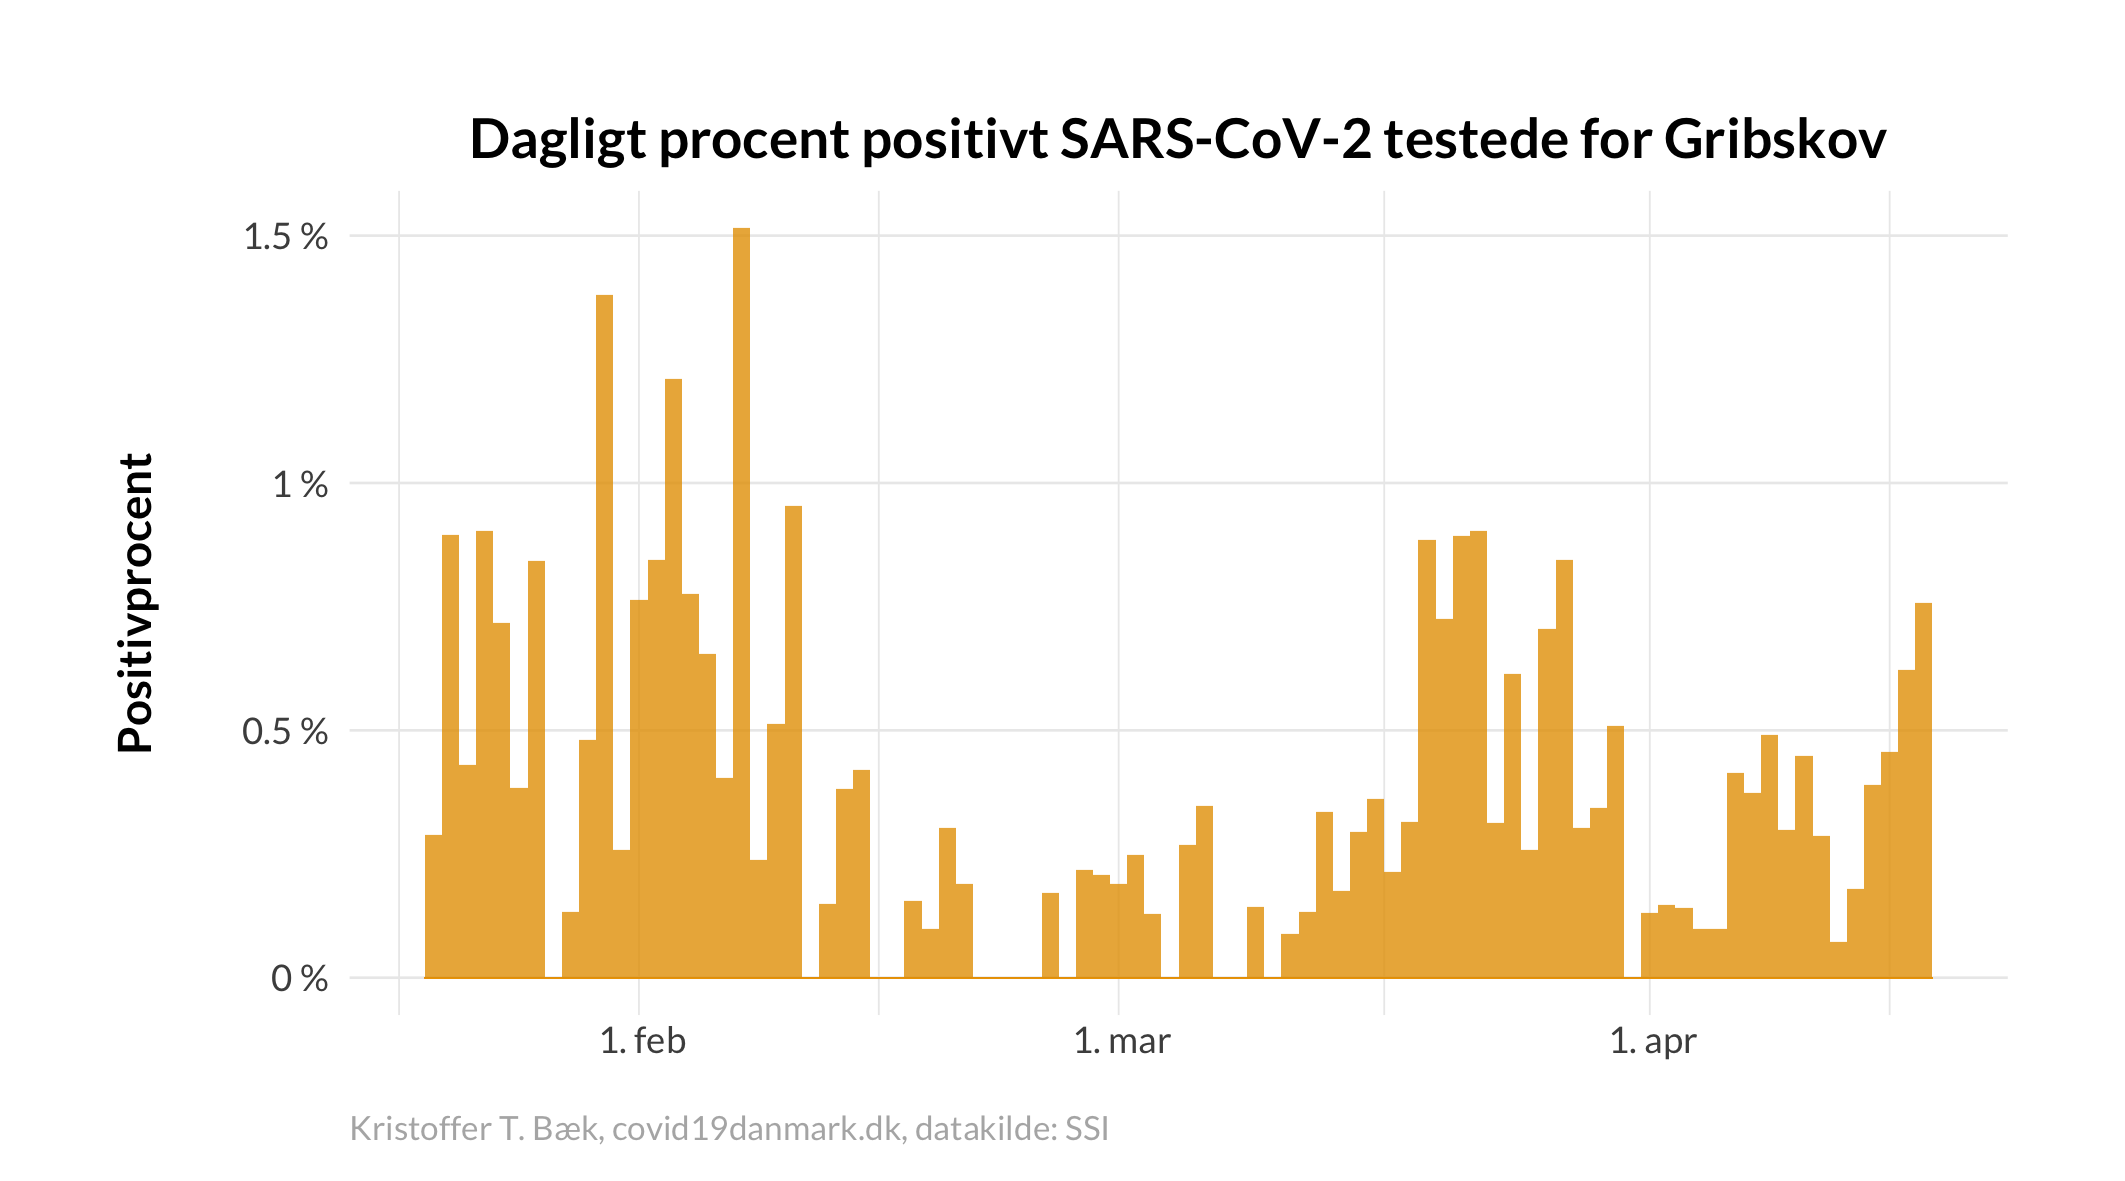 Dagligt procent positivt SARS-CoV-2 testede for Gribskov
Positivprocent
1.5 %
1 %
0.5 %
0 %
1. feb
1. mar
1. apr
Kristoffer T. Bæk, covid19danmark.dk, datakilde: SSI